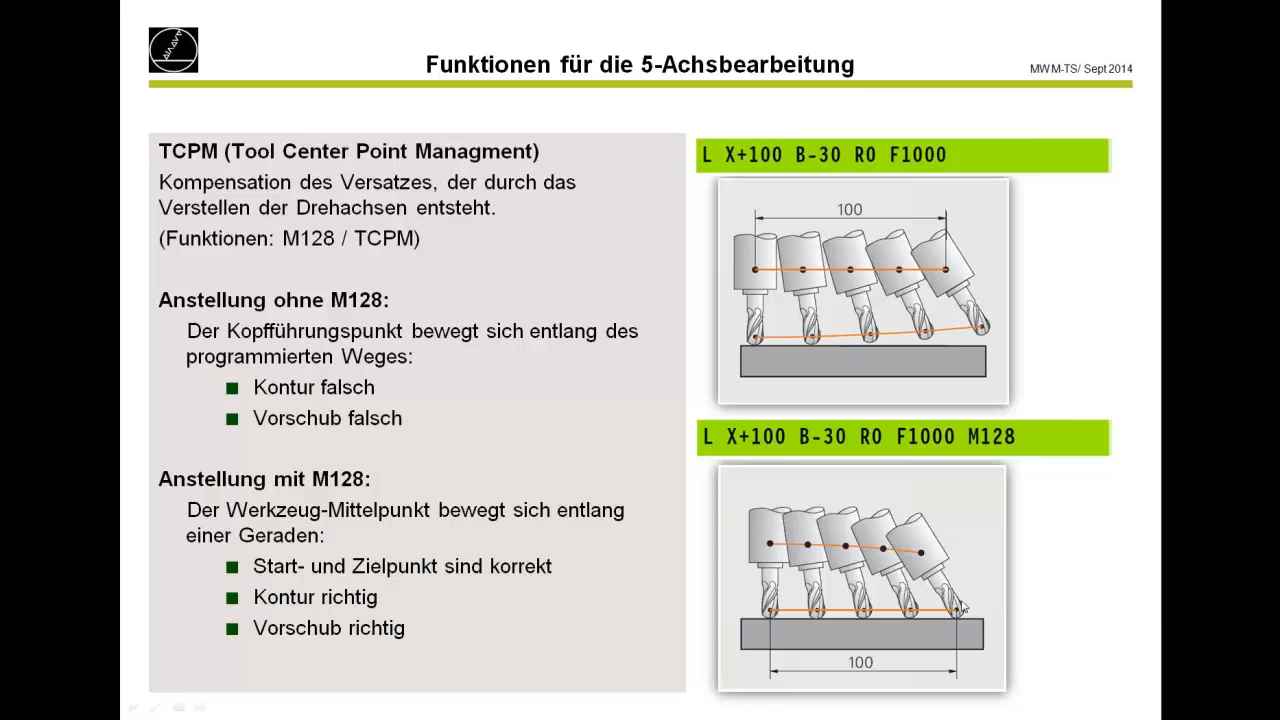 Funktionen für die 5-Achsbearbeitung
MWM-TS/ Sept2014
TCPM (Tool Center Point Managment)
Kompensation des Versatzes, der durch das
Verstellen der Drehachsen entsteht.
(Funktionen: M128 / TCPM)
Anstellung ohne M128:
Der Kopfführungspunkt bewegt sich entlang des
programmierten Weges:
Kontur falsch
Vorschub falsch
Anstellung mit M128:
Der Werkzeug-Mittelpunkt bewegt sich entlang
einer Geraden:
Start- und Zielpunkt sind korrekt
Kontur richtig
Vorschub richtig
L X+100 B-30 R0 F1000
100
L X+100 B-30 R0 F1000 M128
100